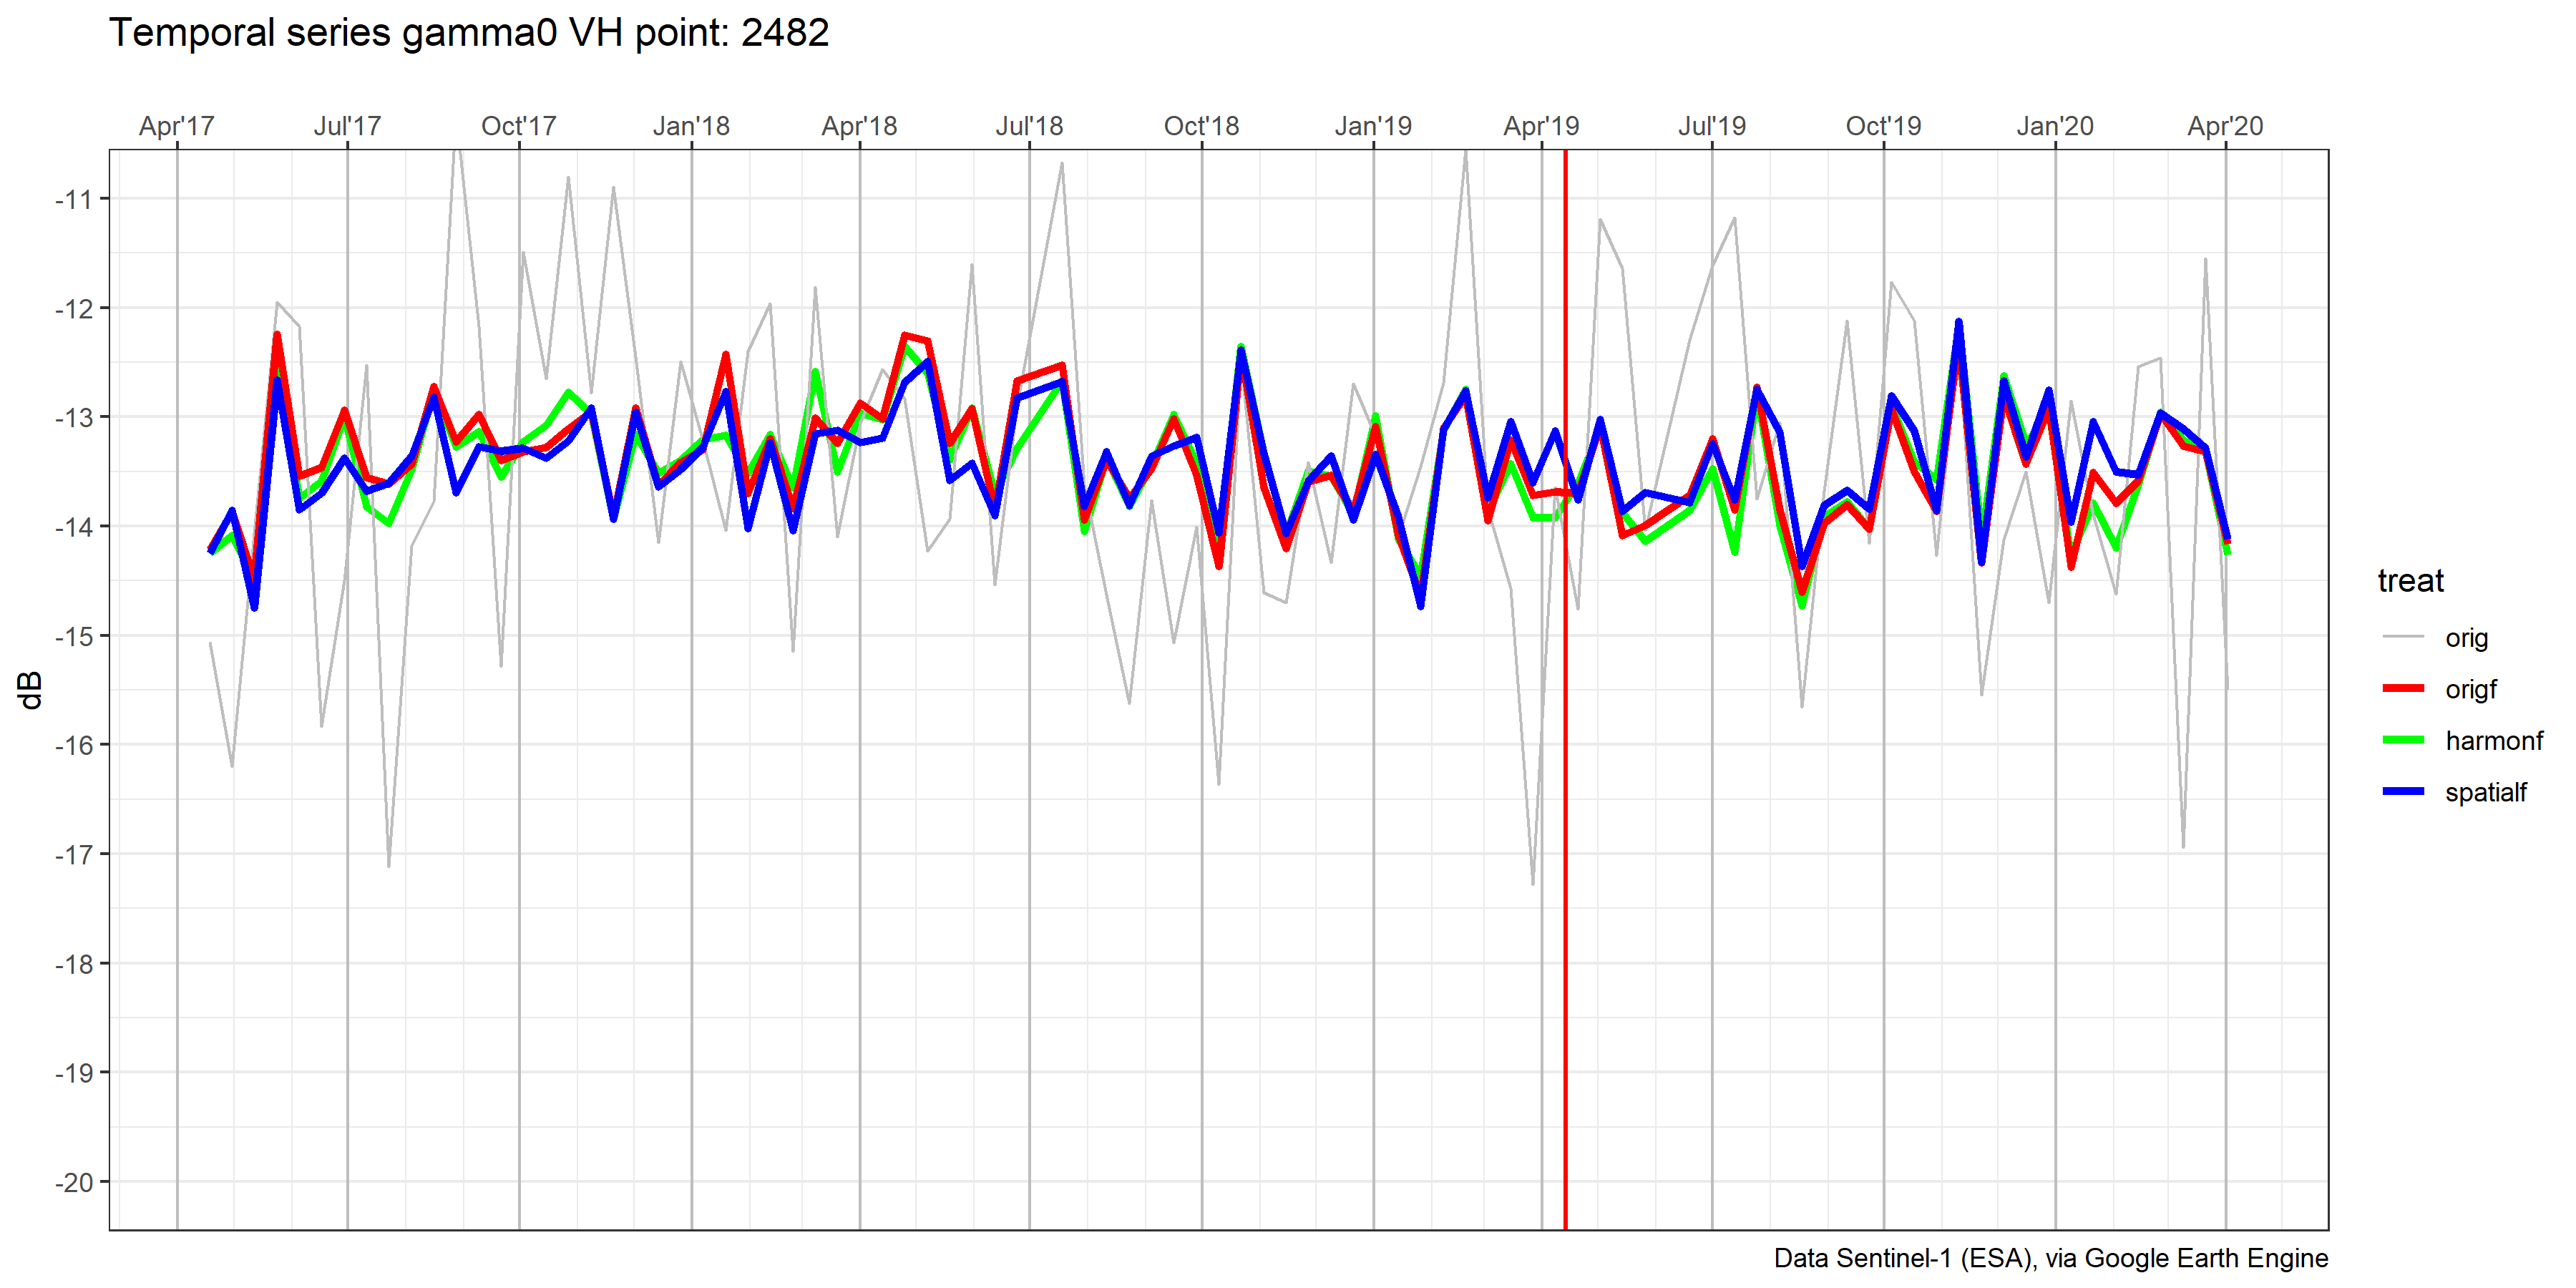 Temporal series gamma0 VH point: 2482
Apr'17 Jul'17 Oct'17 Jan'18 Apr'18 Jul'18 Oct'18 Jan'19 Apr'19 Jul'19 Oct'19 Jan'20 Apr'20
-11
-12
-13
-14
-15
-16
-17
-18
-19
-20
dB
treat
orig
origf
harmonf
spatialf
Data Sentinel-1 (ESA), via Google Earth Engine